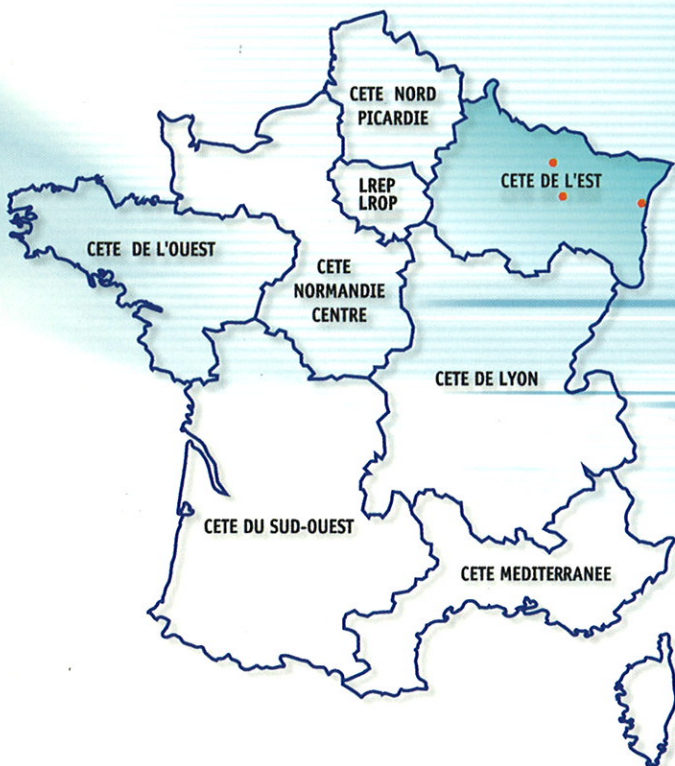 CETE NORD
PICARDIE
LREP
LROP
CETE DE L'EST
CETE DE L'OUEST
CETE
NORMANDIE
CENTRE
CETE DE LYON
CETE DU SUD-OUEST
CETE MEDITERRANEE